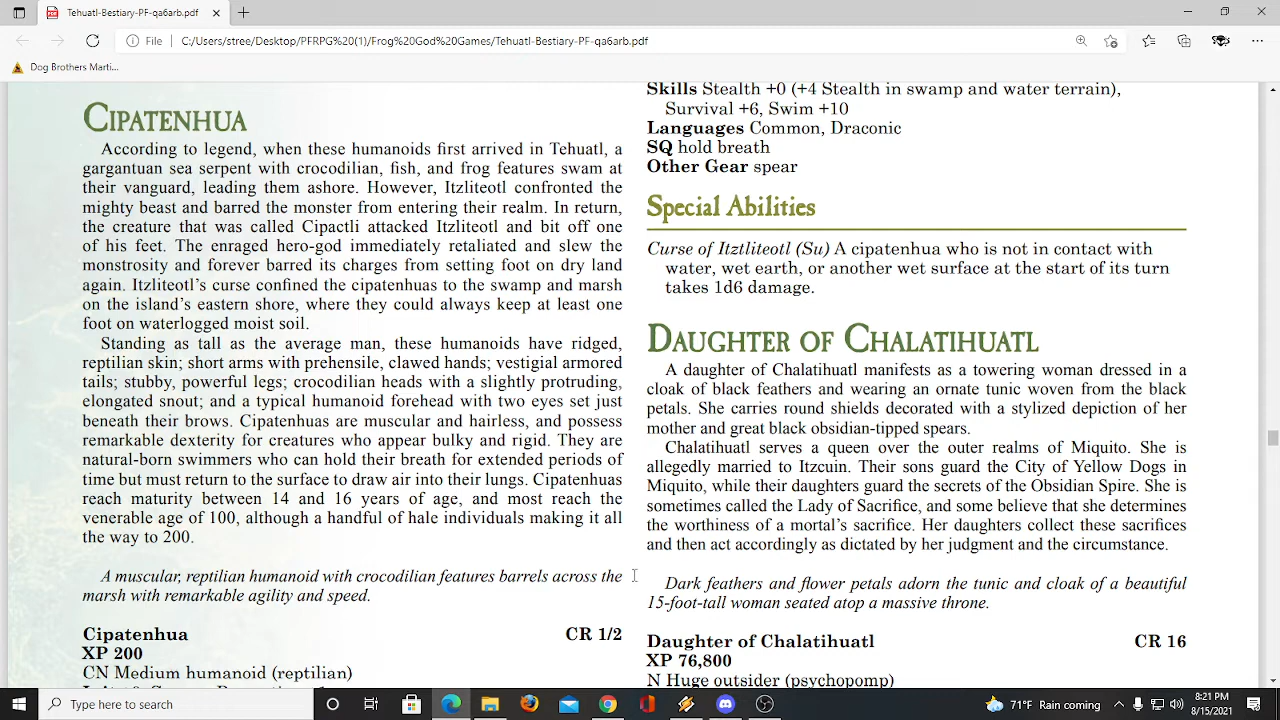 Tehuatl-Bestiary-PF-qa6arb.pdf
File
C:/Users/stree/Desktop/PFRPG%20(1)/Frog%20God%20Games/Tehuatl-Bestiary-PF-qa6arb.pdf
Dog Brothers Marti...
CIPATENHUA
According to legend, when these humanoids first arrived in Tehuatl, a
gargantuan sea serpent with crocodilian, fish, and frog features swam at
their vanguard, leading them ashore. However, Itzliteotl confronted the
mighty beast and barred the monster from entering their realm. In return,
the creature that was called Cipactli attacked Itzliteotl and bit off one
of his feet. The enraged hero-god immediately retaliated and slew the
monstrosity and forever barred its charges from setting foot on dry land
again. Itzliteotl’s curse confined the cipatenhuas to the swamp and marsh
on the island’s eastern shore, where they could always keep at least one
foot on waterlogged moist soil.
Standing as tall as the average man, these humanoids have ridged,
reptilian skin; short arms with prehensile, clawed hands; vestigial armored
tails; stubby, powerful legs; crocodilian heads with a slightly protruding,
elongated snout; and a typical humanoid forehead with two eyes set just
beneath their brows. Cipatenhuas are muscular and hairless, and possess
remarkable dexterity for creatures who appear bulky and rigid. They are
natural-born swimmers who can hold their breath for extended periods of
time but must return to the surface to draw air into their lungs. Cipatenhuas
reach maturity between 14 and 16 years of age, and most reach the
venerable age of 100, although a handful of hale individuals making it all
the way to 200.
A muscular, reptilian humanoid with crocodilian features barrels across the
marsh with remarkable agility and speed.
Cipatenhua CR 1/2
XP 200
CN Medium humanoid (reptilian)
Skills Stealth +0 (+4 Stealth in swamp and water terrain),
Survival +6, Swim +10
Languages Common, Draconic
SQ hold breath
Other Gear spear
Special Abilities
Curse of Itztliteotl (Su) A cipatenhua who is not in contact with
water, wet earth, or another wet surface at the start of its turn
takes 1d6 damage.
DAUGHTER OF CHALATIHUATL
A daughter of Chalatihuatl manifests as a towering woman dressed in a
cloak of black feathers and wearing an ornate tunic woven from the black
petals. She carries round shields decorated with a stylized depiction of her
mother and great black obsidian-tipped spears.
Chalatihuatl serves a queen over the outer realms of Miquito. She is
allegedly married to Itzcuin. Their sons guard the City of Yellow Dogs in
Miquito, while their daughters guard the secrets of the Obsidian Spire. She is
sometimes called the Lady of Sacrifice, and some believe that she determines
the worthiness of a mortal’s sacrifice. Her daughters collect these sacrifices
and then act accordingly as dictated by her judgment and the circumstance.
Dark feathers and flower petals adorn the tunic and cloak of a beautiful
15-foot-tall woman seated atop a massive throne.
Daughter of Chalatihuatl CR 16
XP 76,800
N Huge outsider (psychopomp)
Type here to search
71°F Rain coming
8:21 PM
8/15/2021